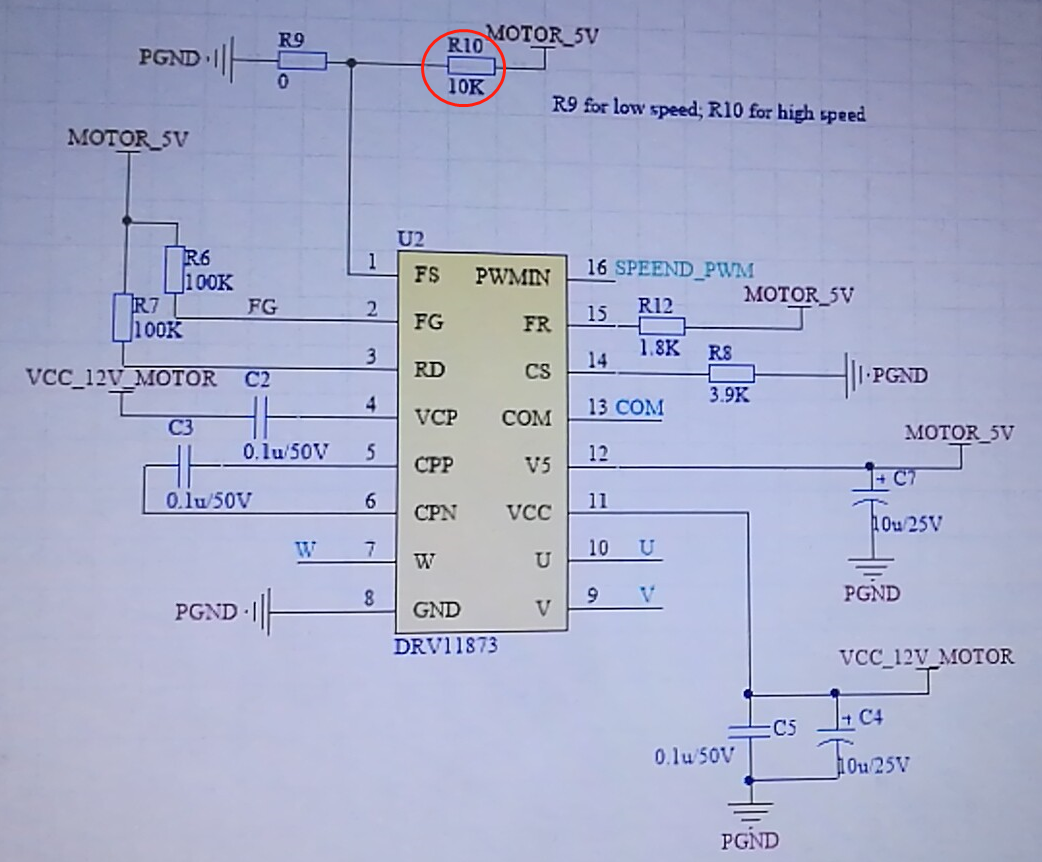 MOTOR_5V
R9
R10
PGND
0
10K
R9 for low speed; R10 for high speed
MOTOR_5V
U2
R6
100K
1
FS
PWMIN
16
SPEEND_PWM
MOTOR_5V
R7
100K
FG
2
FG
FR
15
R12
1.8K
3
RD
CS
14
R8
3.9K
PGND
VCC_12V_MOTOR
C2
0.1u/50V
4
VCP
COM
13
COM
MOTOR_5V
C3
0.1u/50V
5
CPP
V5
12
C7
+
10u/25V
PGND
6
CPN
VCC
11
W
7
W
U
10
U
PGND
8
GND
V
9
V
DRV11873
VCC_12V_MOTOR
C5
0.1u/50V
+
C4
10u/25V
PGND